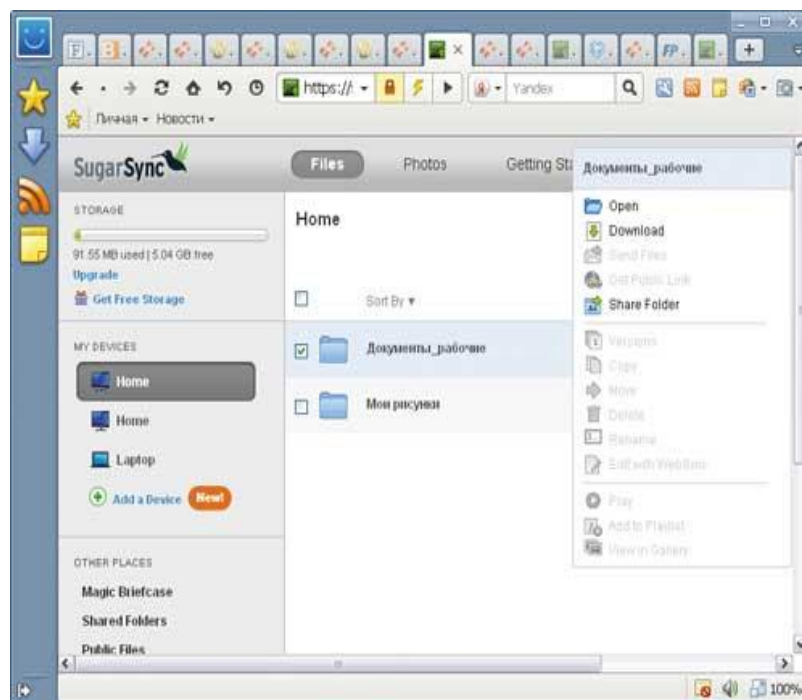 https://
Yandex
Личная Новости
SugarSync
Files Photos Getting Sta
STORAGE
91.55 MB used | 5.04 GB free
Upgrade
Get Free Storage
MY DEVICES
Home
Home
Laptop
Add a Device New!
OTHER PLACES
Magic Briefcase
Shared Folders
Public Files
Home
Sort By
Документы_рабочие
Мои рисунки
Документы_рабочие
Open
Download
Send Files
Get Public Link
Share Folder
Versions
Copy
Move
Delete
Rename
Edit with WebSync
Play
Add to Playlist
View in Gallery
100%